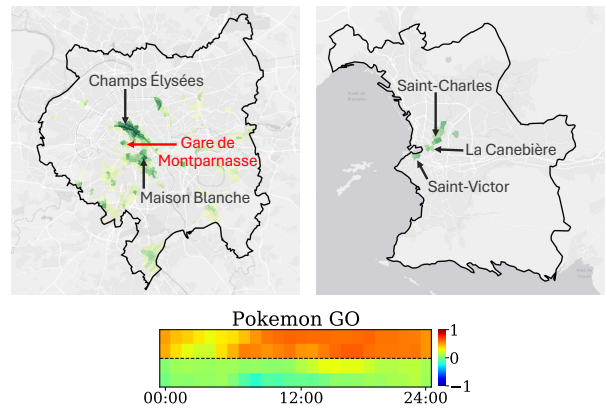 Champs Élysées
Gare de
Montparnasse
Maison Blanche
Saint-Charles
La Canebière
Saint-Victor
Pokemon GO
1
0
−1
00:00
12:00
24:00